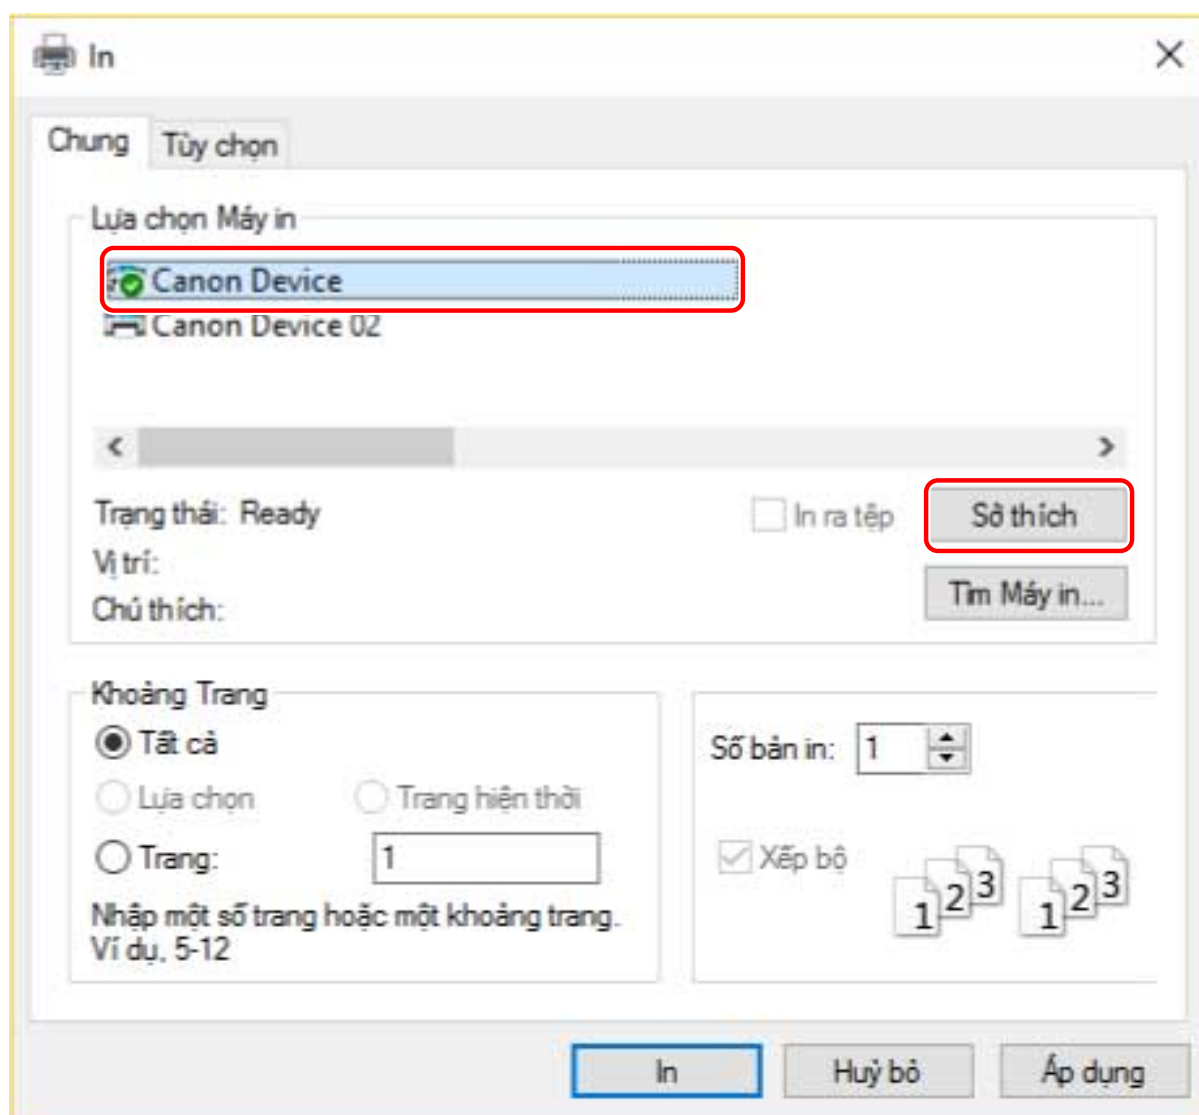 In
Chung Tùy chọn
Lựa chọn Máy in
Canon Device
Canon Device 02
Trạng thái: Ready In ra tệp Sở thích
Vị trí:
Chú thích: Tìm Máy in...
Khoảng Trang
Tất cả
Lựa chọn Trang hiện thời
Trang: 1
Nhập một số trang hoặc một khoảng trang.
Ví dụ, 5-12
Số bản in: 1
Xếp bộ
1 2 3 1 2 3
In Huỷ bỏ Áp dụng